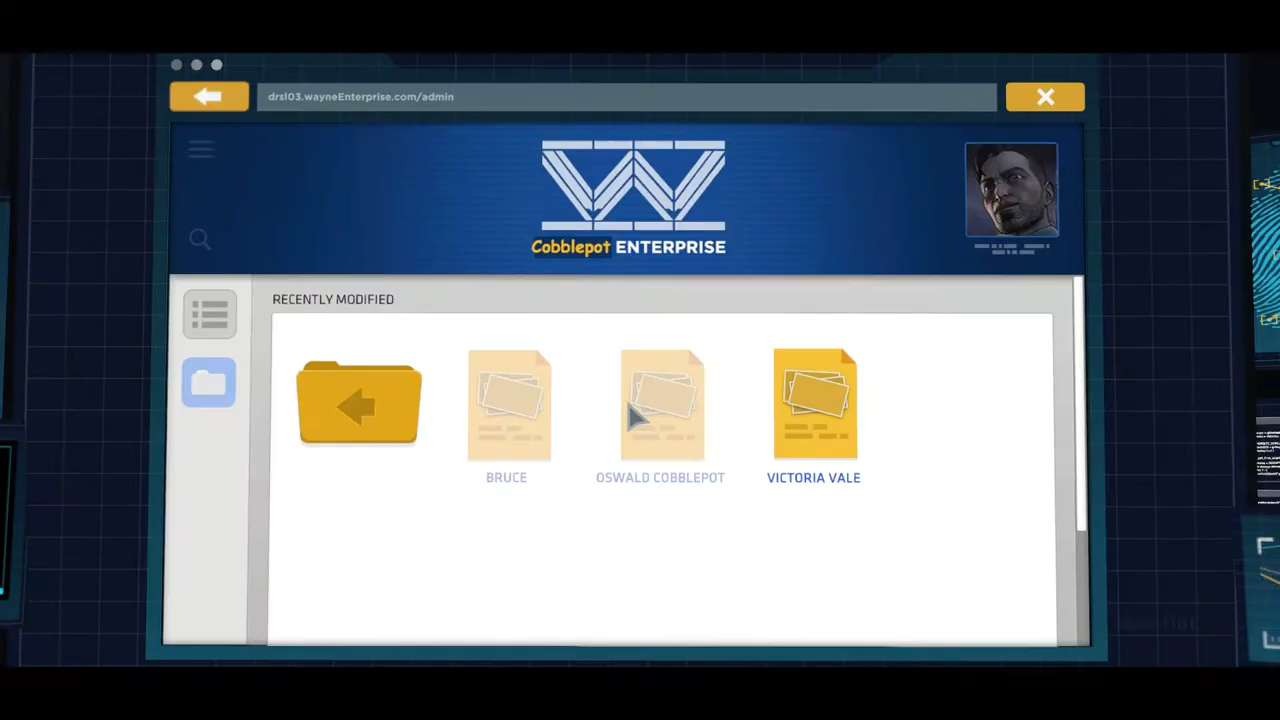 drsl03.wayneEnterprise.com/admin
W
Cobblepot ENTERPRISE
RECENTLY MODIFIED
BRUCE
OSWALD COBBLEPOT
VICTORIA VALE